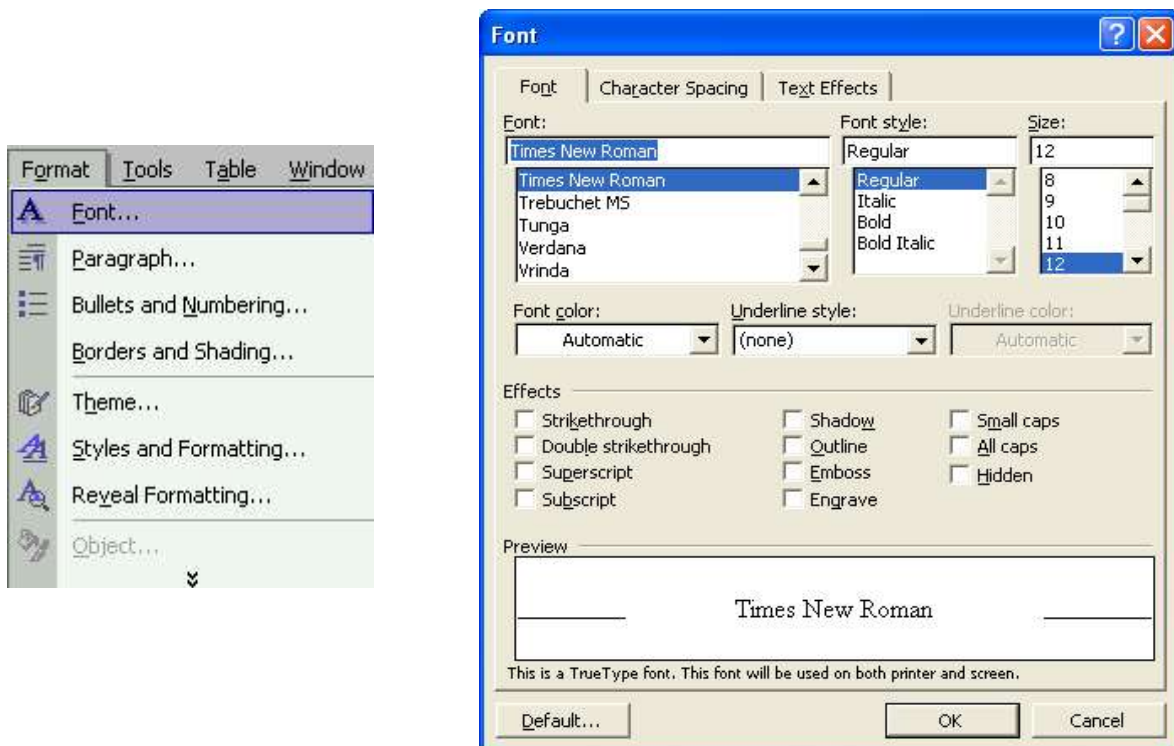 Format Tools Table Window
Font...
Paragraph...
Bullets and Numbering...
Borders and Shading...
Theme...
Styles and Formatting...
Reveal Formatting...
Object...
Font
Font Character Spacing Text Effects
Font: Font style: Size:
Times New Roman Regular 12
Times New Roman Regular 8
Trebuchet MS Italic 9
Tunga Bold 10
Verdana Bold Italic 11
Vrinda 12
Font color: Underline style: Underline color:
Automatic (none) Automatic
Effects
Strikethrough Shadow Small caps
Double strikethrough Outline All caps
Superscript Emboss Hidden
Subscript Engrave
Preview
Times New Roman
This is a TrueType font. This font will be used on both printer and screen.
Default... OK Cancel